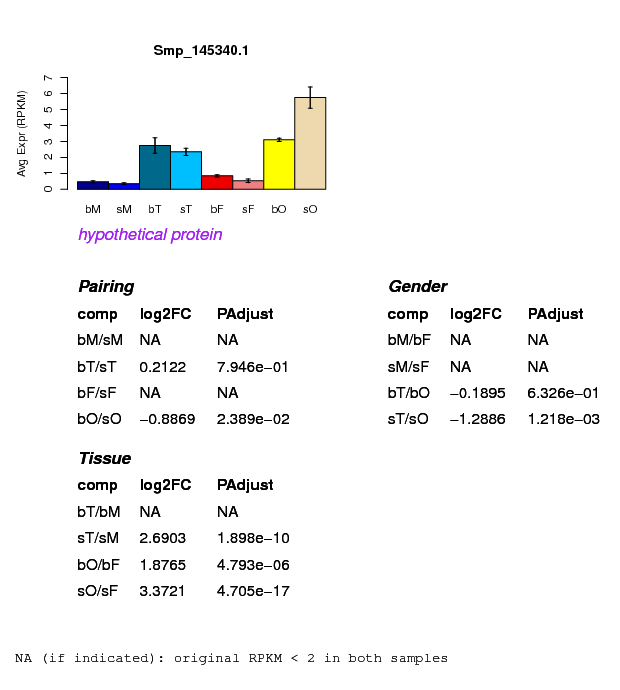 Smp_145340.1
Avg Expr (RPKM)
7
6
5
4
3
2
1
0
bM sM bT sT bF sF bO sO
hypothetical protein
Pairing
comp log2FC PAdjust
bM/sM NA NA
bT/sT 0.2122 7.946e−01
bF/sF NA NA
bO/sO −0.8869 2.389e−02
Gender
comp log2FC PAdjust
bM/bF NA NA
sM/sF NA NA
bT/bO −0.1895 6.326e−01
sT/sO −1.2886 1.218e−03
Tissue
comp log2FC PAdjust
bT/bM NA NA
sT/sM 2.6903 1.898e−10
bO/bF 1.8765 4.793e−06
sO/sF 3.3721 4.705e−17
NA (if indicated): original RPKM < 2 in both samples